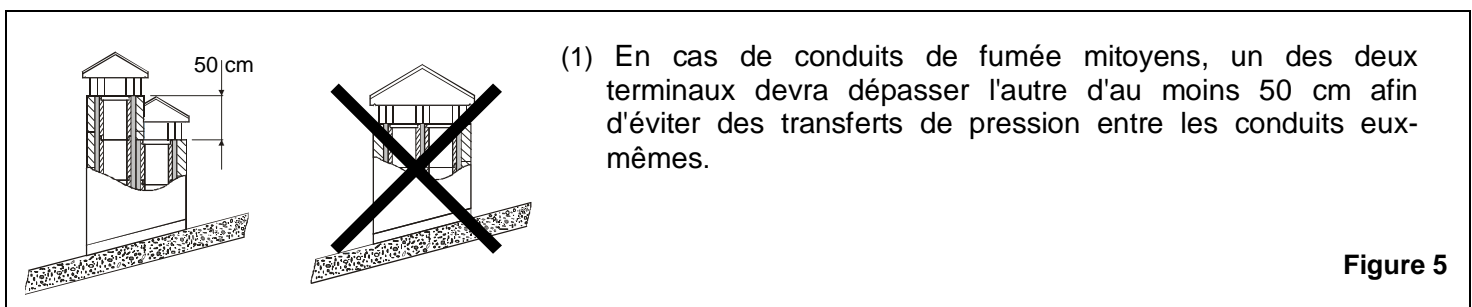 50 cm
(1) En cas de conduits de fumée mitoyens, un des deux
terminaux devra dépasser l'autre d'au moins 50 cm afin
d'éviter des transferts de pression entre les conduits eux-
mêmes.
Figure 5